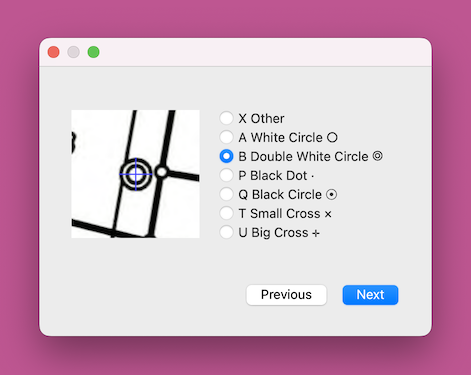 X Other
A White Circle ○
B Double White Circle ◎
P Black Dot ·
Q Black Circle ☉
T Small Cross ×
U Big Cross ÷
Previous
Next